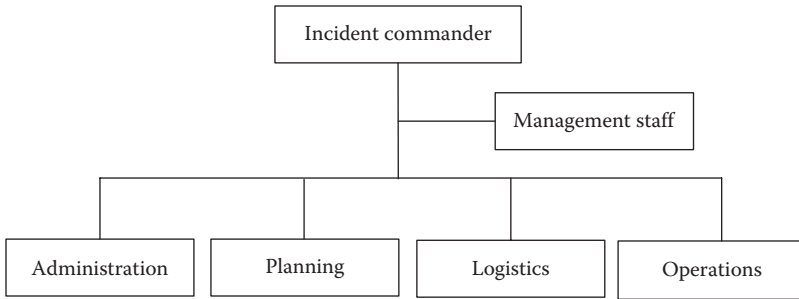 Incident commander
Management staff
Administration
Planning
Logistics
Operations